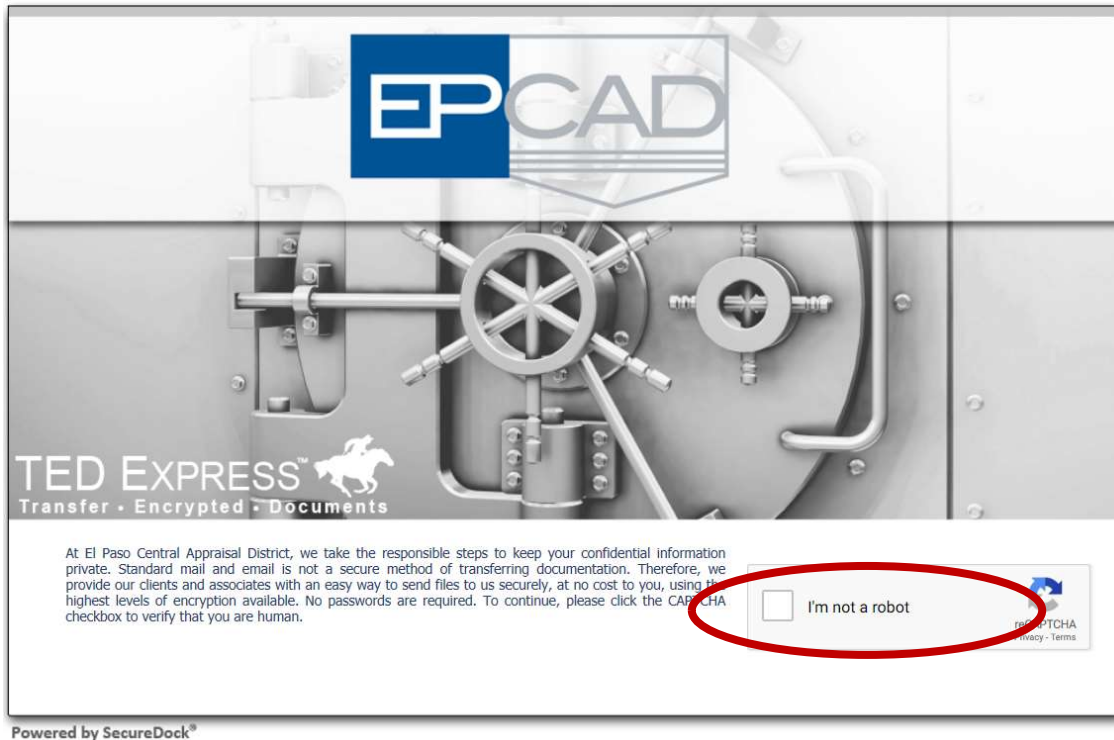 EPCAD
TED EXPRESS™
Transfer • Encrypted • Documents
At El Paso Central Appraisal District, we take the responsible steps to keep your confidential information
private. Standard mail and email is not a secure method of transferring documentation. Therefore, we
provide our clients and associates with an easy way to send files to us securely, at no cost to you, using the
highest levels of encryption available. No passwords are required. To continue, please click the CAPTCHA
checkbox to verify that you are human.
I'm not a robot
reCAPTCHA
Privacy - Terms
Powered by SecureDock®